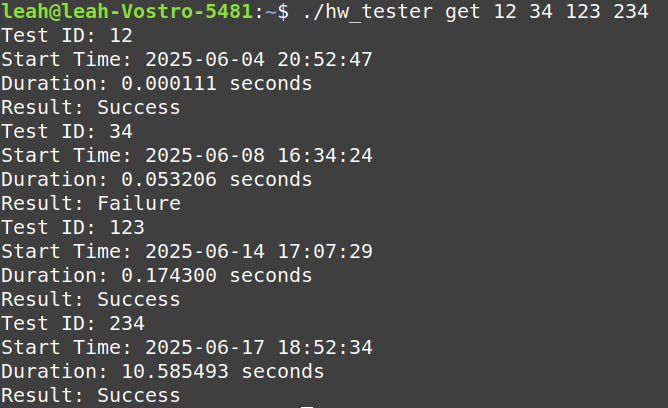 leah@leah-Vostro-5481:~$ ./hw_tester get 12 34 123 234
Test ID: 12
Start Time: 2025-06-04 20:52:47
Duration: 0.000111 seconds
Result: Success
Test ID: 34
Start Time: 2025-06-08 16:34:24
Duration: 0.053206 seconds
Result: Failure
Test ID: 123
Start Time: 2025-06-14 17:07:29
Duration: 0.174300 seconds
Result: Success
Test ID: 234
Start Time: 2025-06-17 18:52:34
Duration: 10.585493 seconds
Result: Success